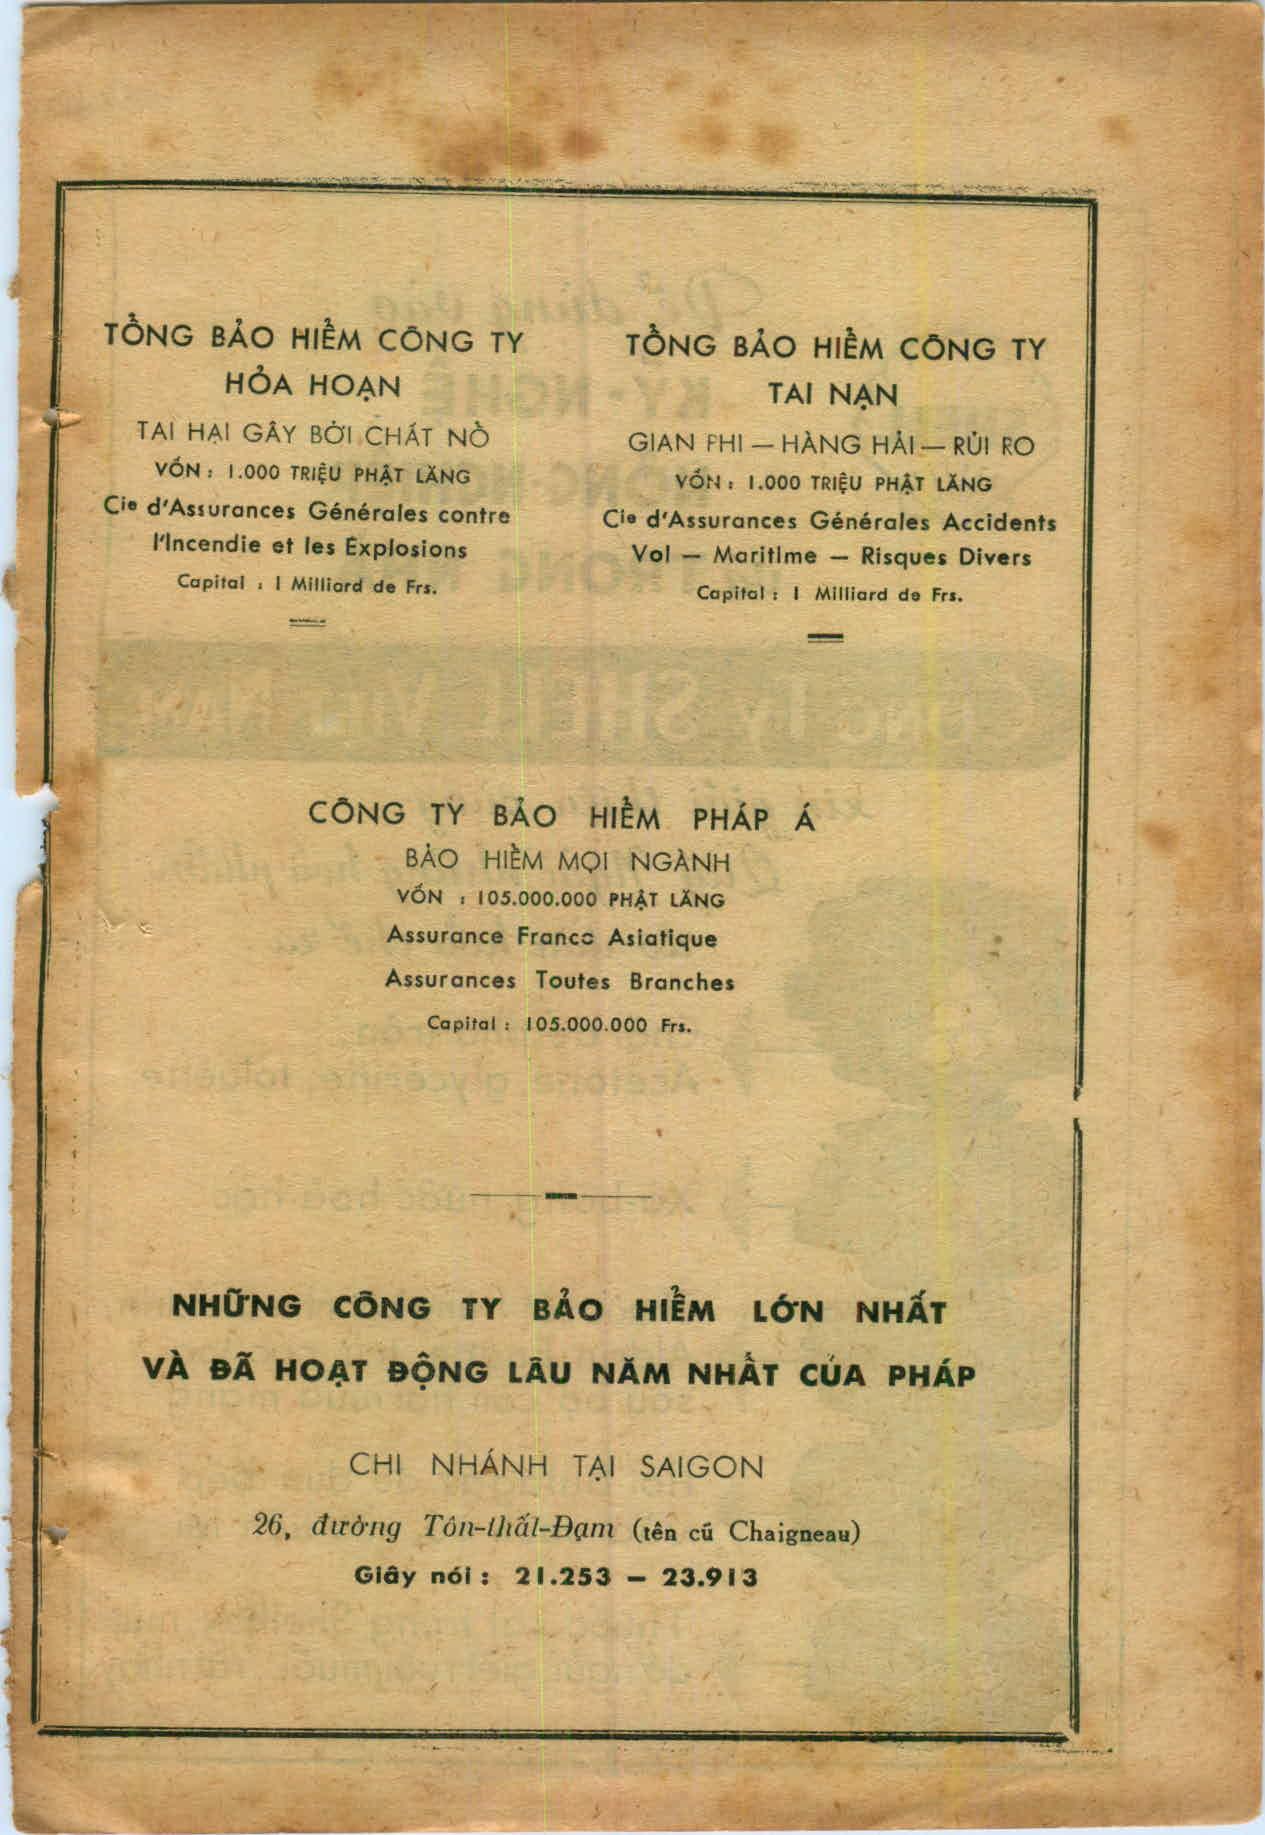 TỔNG BẢO HIỂM CÔNG TY
HỎA HOẠN
TAI HẠI GÂY BỞI CHẤT NỔ
VỐN : 1.000 TRIỆU PHẬT LĂNG
Cie d'Assurances Générales contre
l'Incendie et les Explosions
Capital : 1 Milliard de Frs.
TỔNG BẢO HIỂM CÔNG TY
TAI NẠN
GIAN PHI — HÀNG HẢI — RỦI RO
VỐN : 1.000 TRIỆU PHẬT LĂNG
Cie d'Assurances Générales Accidents
Vol — Maritime — Risques Divers
Capital : 1 Milliard de Frs.
CÔNG TY BẢO HIỂM PHÁP Á
BẢO HIỂM MỌI NGÀNH
VỐN : 105.000.000 PHẬT LĂNG
Assurance Franco Asiatique
Assurances Toutes Branches
Capital : 105.000.000 Frs.
NHỮNG CÔNG TY BẢO HIỂM LỚN NHẤT
VÀ ĐÃ HOẠT ĐỘNG LÂU NĂM NHẤT CỦA PHÁP
CHI NHÁNH TẠI SAIGON
26, đường Tôn-thất-Đạm (tên cũ Chaigneau)
Giây nói : 21.253 — 23.913